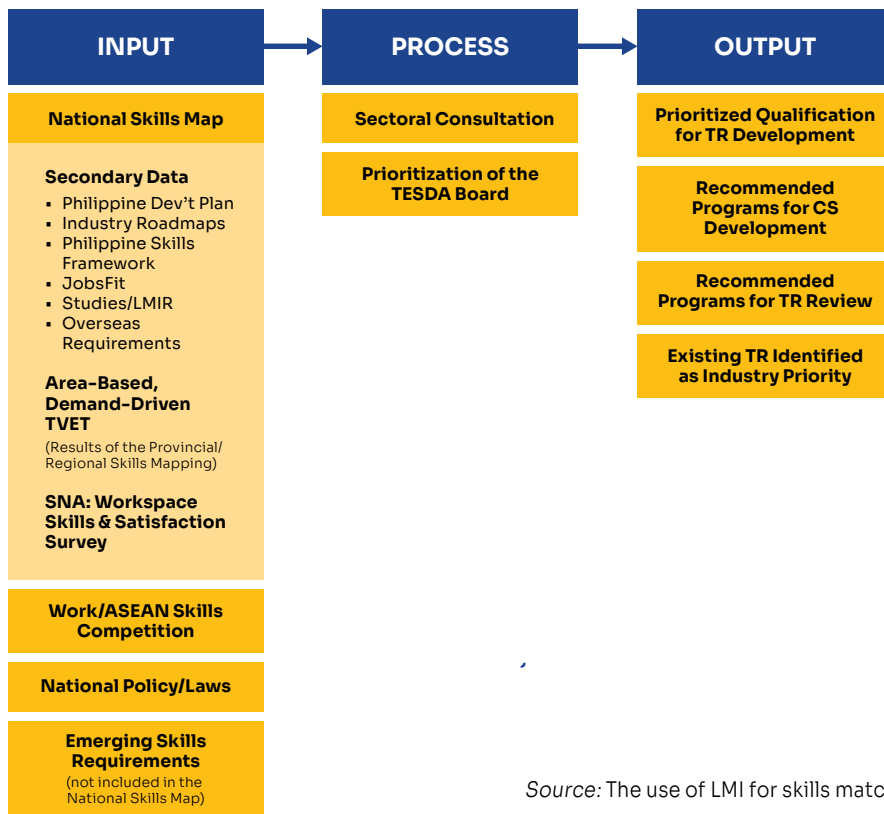 INPUT
National Skills Map
Secondary Data
▪ Philippine Dev't Plan
▪ Industry Roadmaps
▪ Philippine Skills
Framework
▪ JobsFit
▪ Studies/LMIR
▪ Overseas
Requirements
Area-Based,
Demand-Driven
TVET
(Results of the Provincial/
Regional Skills Mapping)
SNA: Workspace
Skills & Satisfaction
Survey
Work/ASEAN Skills
Competition
National Policy/Laws
Emerging Skills
Requirements
(not included in the
National Skills Map)
PROCESS
Sectoral Consultation
Prioritization of the
TESDA Board
OUTPUT
Prioritized Qualification
for TR Development
Recommended
Programs for CS
Development
Recommended
Programs for TR Review
Existing TR Identified
as Industry Priority
Source: The use of LMI for skills matc